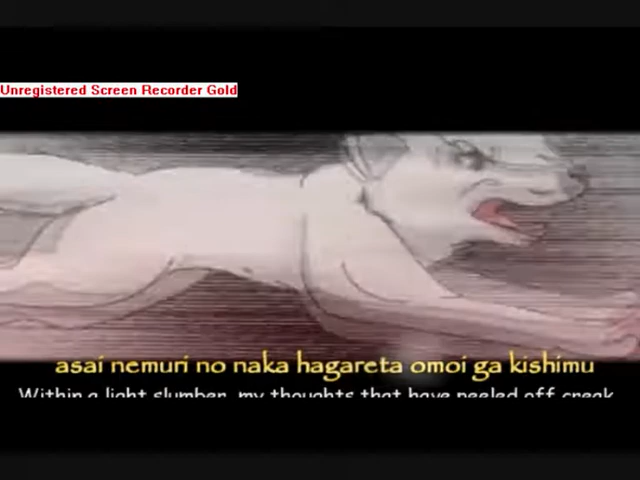 Unregistered Screen Recorder Gold
asai nemuri no naka hagareta omoi ga kishimu
Within a light slumber, my thoughts that have peeled off creak